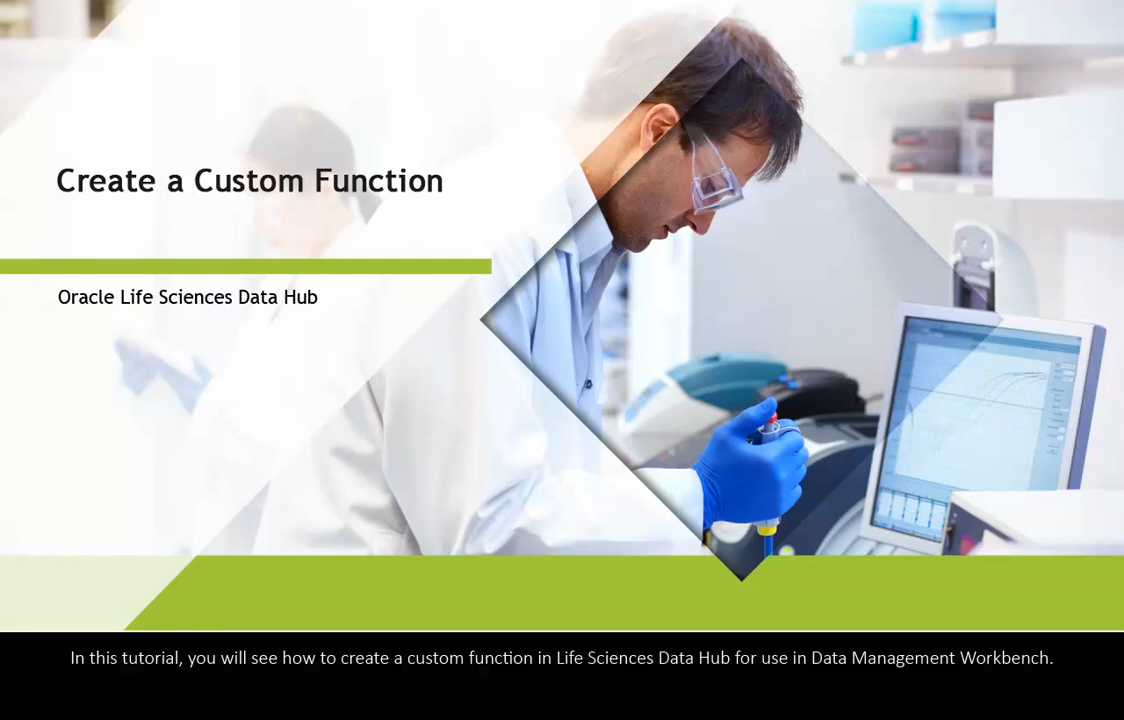 Create a Custom Function
Oracle Life Sciences Data Hub
In this tutorial, you will see how to create a custom function in Life Sciences Data Hub for use in Data Management Workbench.